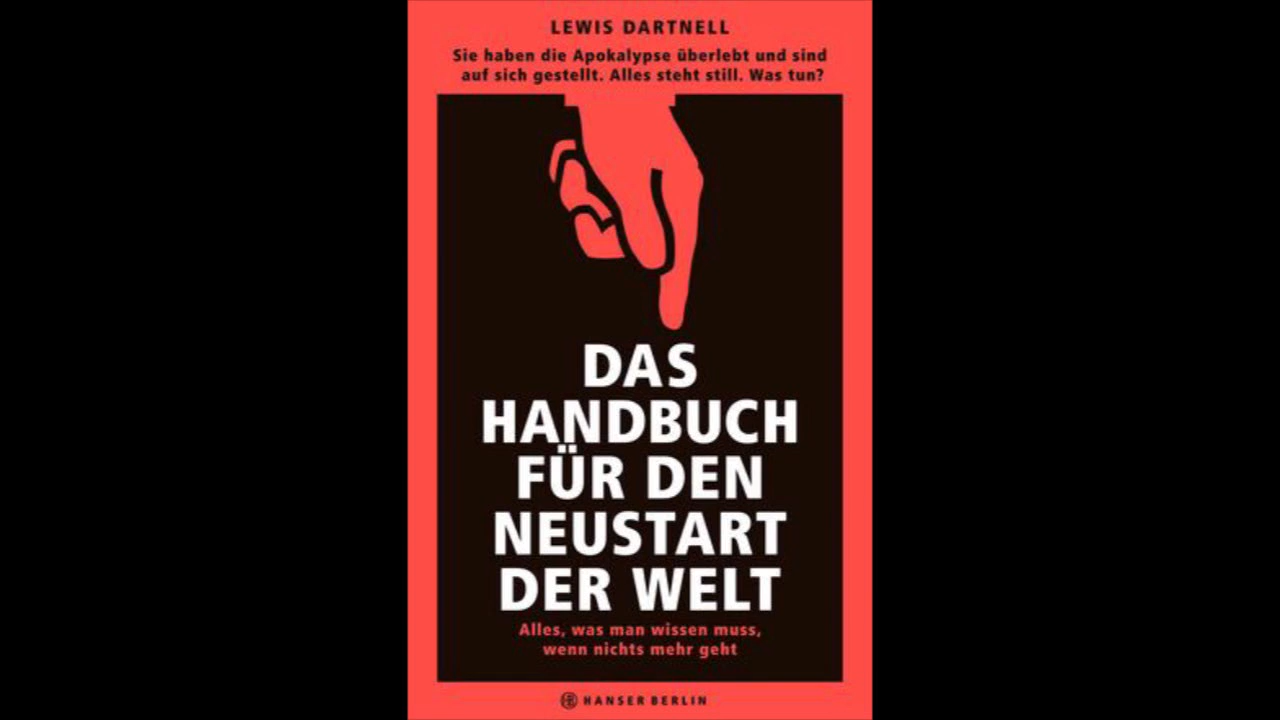 LEWIS DARTNELL
Sie haben die Apokalypse überlebt und sind
auf sich gestellt. Alles steht still. Was tun?
DAS
HANDBUCH
FÜR DEN
NEUSTART
DER WELT
Alles, was man wissen muss,
wenn nichts mehr geht
HANSER BERLIN